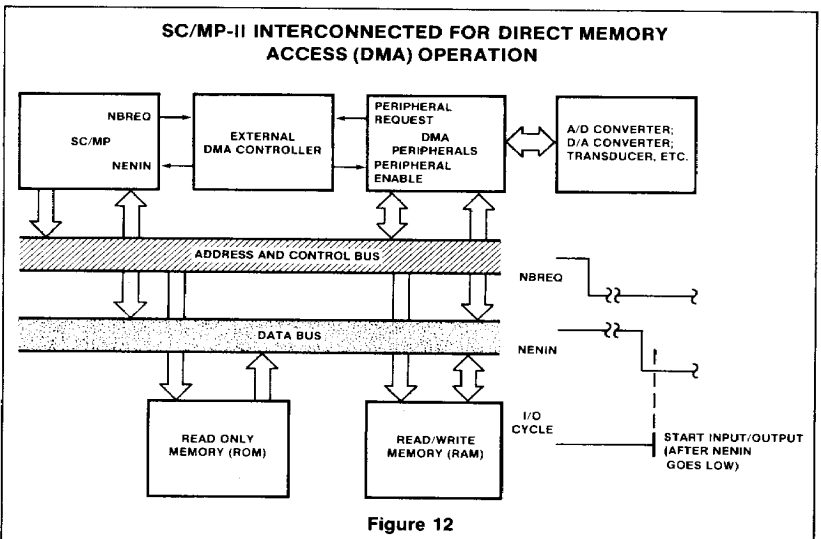 SC/MP-II INTERCONNECTED FOR DIRECT MEMORY
ACCESS (DMA) OPERATION
NBREQ
SC/MP
NENIN
EXTERNAL
DMA CONTROLLER
PERIPHERAL
REQUEST
DMA
PERIPHERALS
PERIPHERAL
ENABLE
A/D CONVERTER;
D/A CONVERTER;
TRANSDUCER, ETC.
ADDRESS AND CONTROL BUS
DATA BUS
READ ONLY
MEMORY (ROM)
READ/WRITE
MEMORY (RAM)
NBREQ
NENIN
I/O
CYCLE
START INPUT/OUTPUT
(AFTER NENIN
GOES LOW)
Figure 12